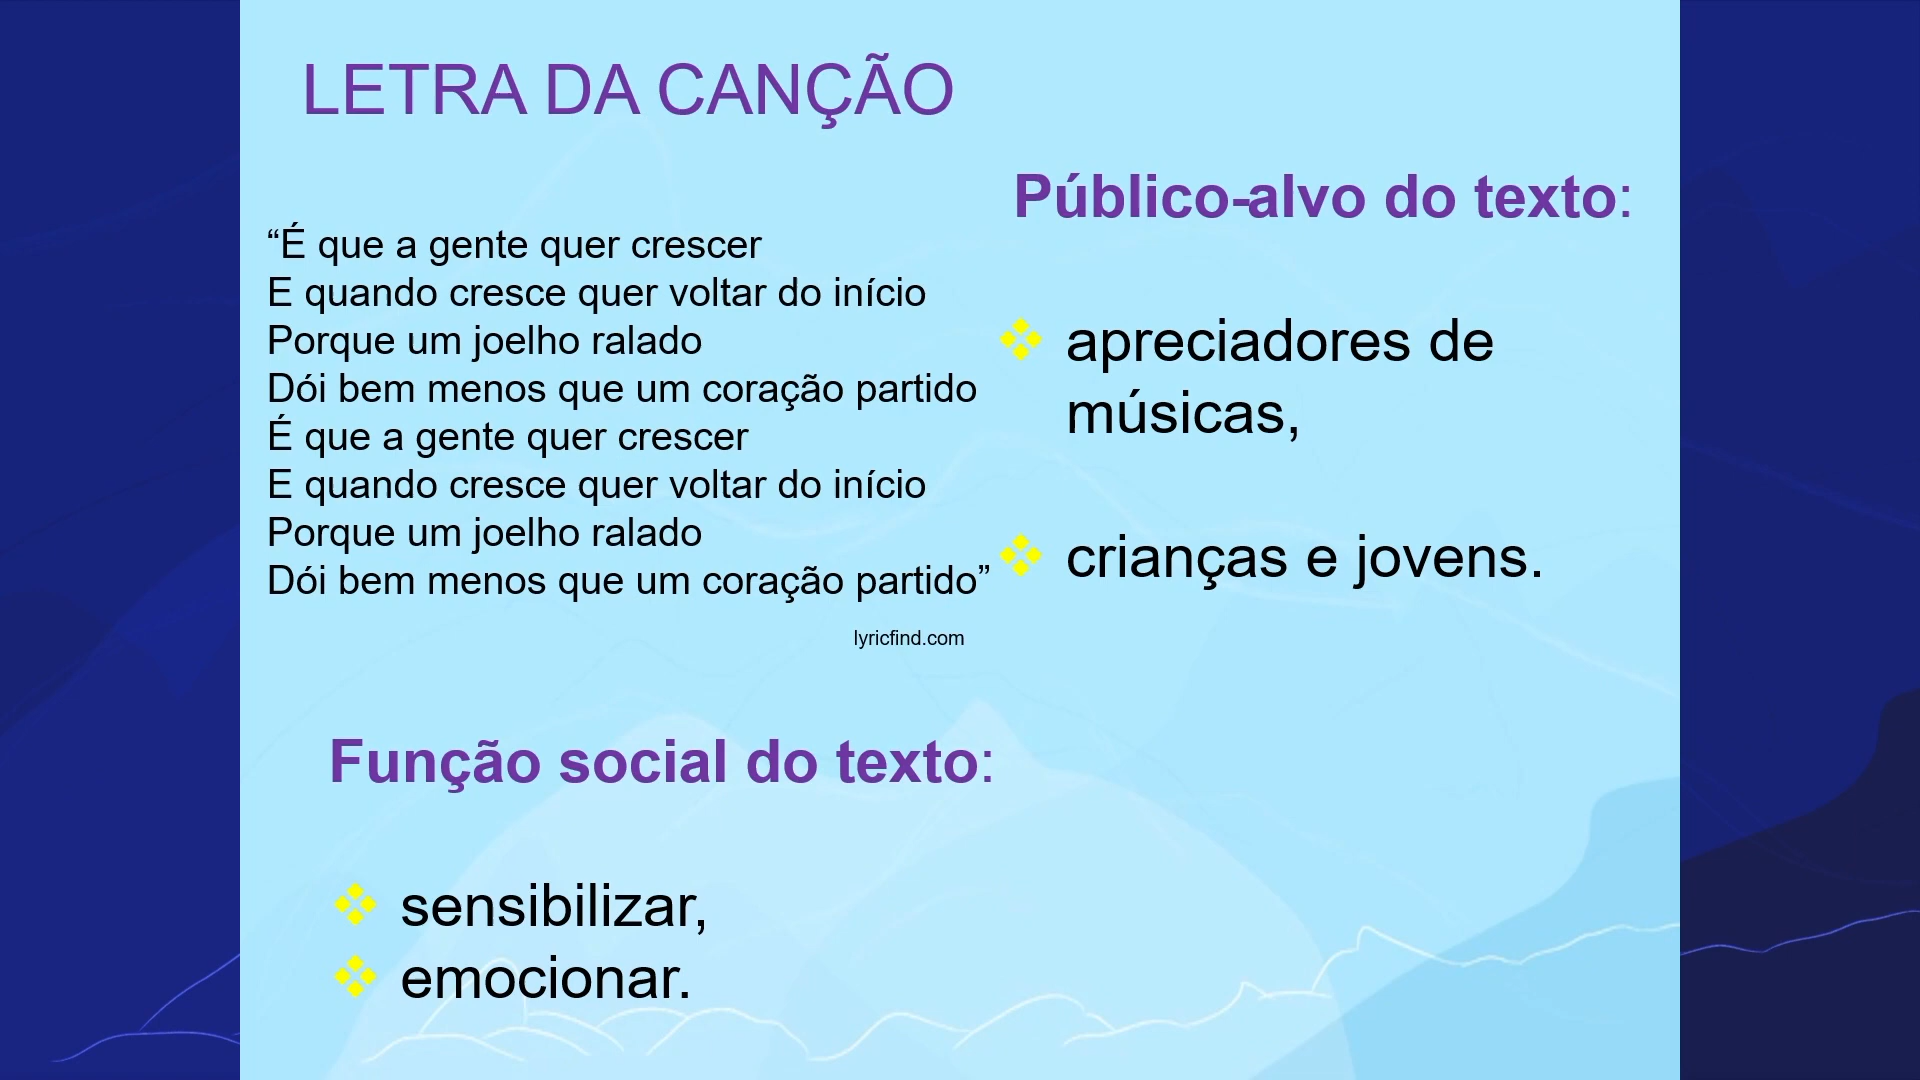 LETRA DA CANÇÃO
“É que a gente quer crescer
E quando cresce quer voltar do início
Porque um joelho ralado
Dói bem menos que um coração partido
É que a gente quer crescer
E quando cresce quer voltar do início
Porque um joelho ralado
Dói bem menos que um coração partido”
lyricfind.com
Público-alvo do texto:
apreciadores de
músicas,
crianças e jovens.
Função social do texto:
sensibilizar,
emocionar.